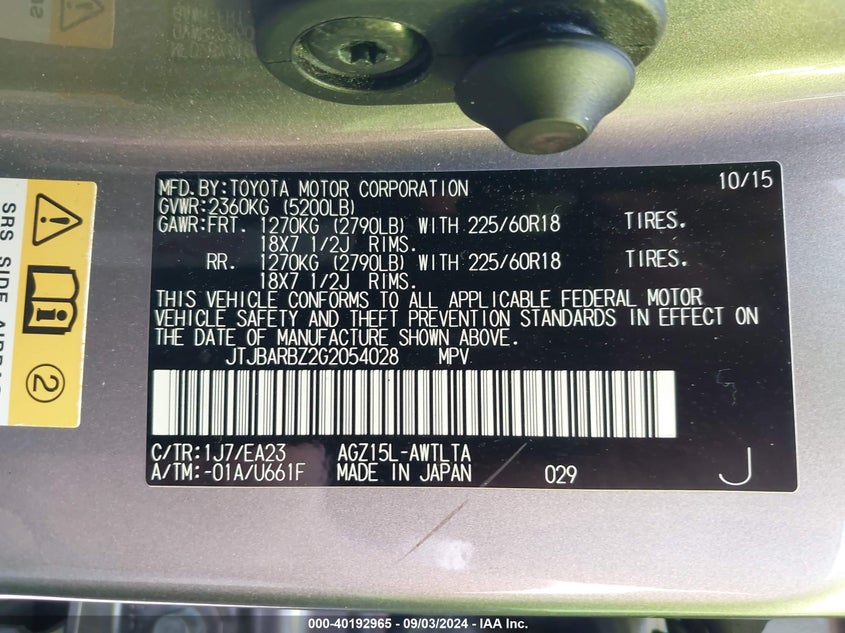 MFD.BY:TOYOTA MOTOR CORPORATION 10/15
GVWR:2360KG (5200LB)
GAWR:FRT. 1270KG (2790LB) WITH 225/60R18 TIRES.
18X7 1/2J RIMS.
RR. 1270KG (2790LB) WITH 225/60R18 TIRES.
18X7 1/2J RIMS.
THIS VEHICLE CONFORMS TO ALL APPLICABLE FEDERAL MOTOR
VEHICLE SAFETY AND THEFT PREVENTION STANDARDS IN EFFECT ON
THE DATE OF MANUFACTURE SHOWN ABOVE.
JTJBARBZ2G2054028 MPV
C/TR:1J7/EA23 AGZ15L-AWTLTA
A/TM:-01A/U661F MADE IN JAPAN 029 J
SRS SIDE
2
000-40192965 - 09/03/2024 - IAA Inc.